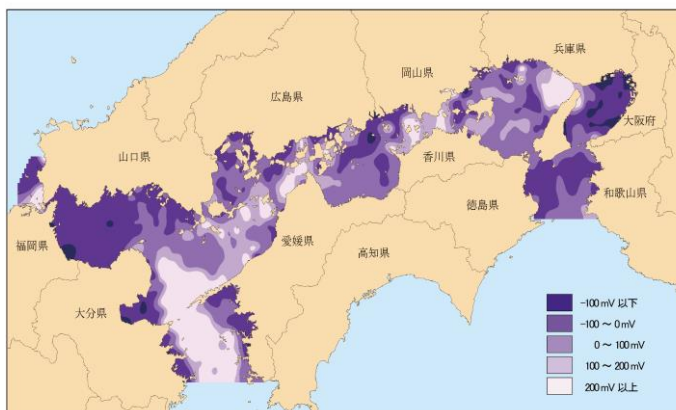 兵庫県
岡山県
広島県
大阪府
山口県
香川県
和歌山県
徳島県
愛媛県
福岡県
高知県
大分県
-100mV 以下
-100 ～ 0mV
0 ～ 100mV
100 ～ 200mV
200mV 以上